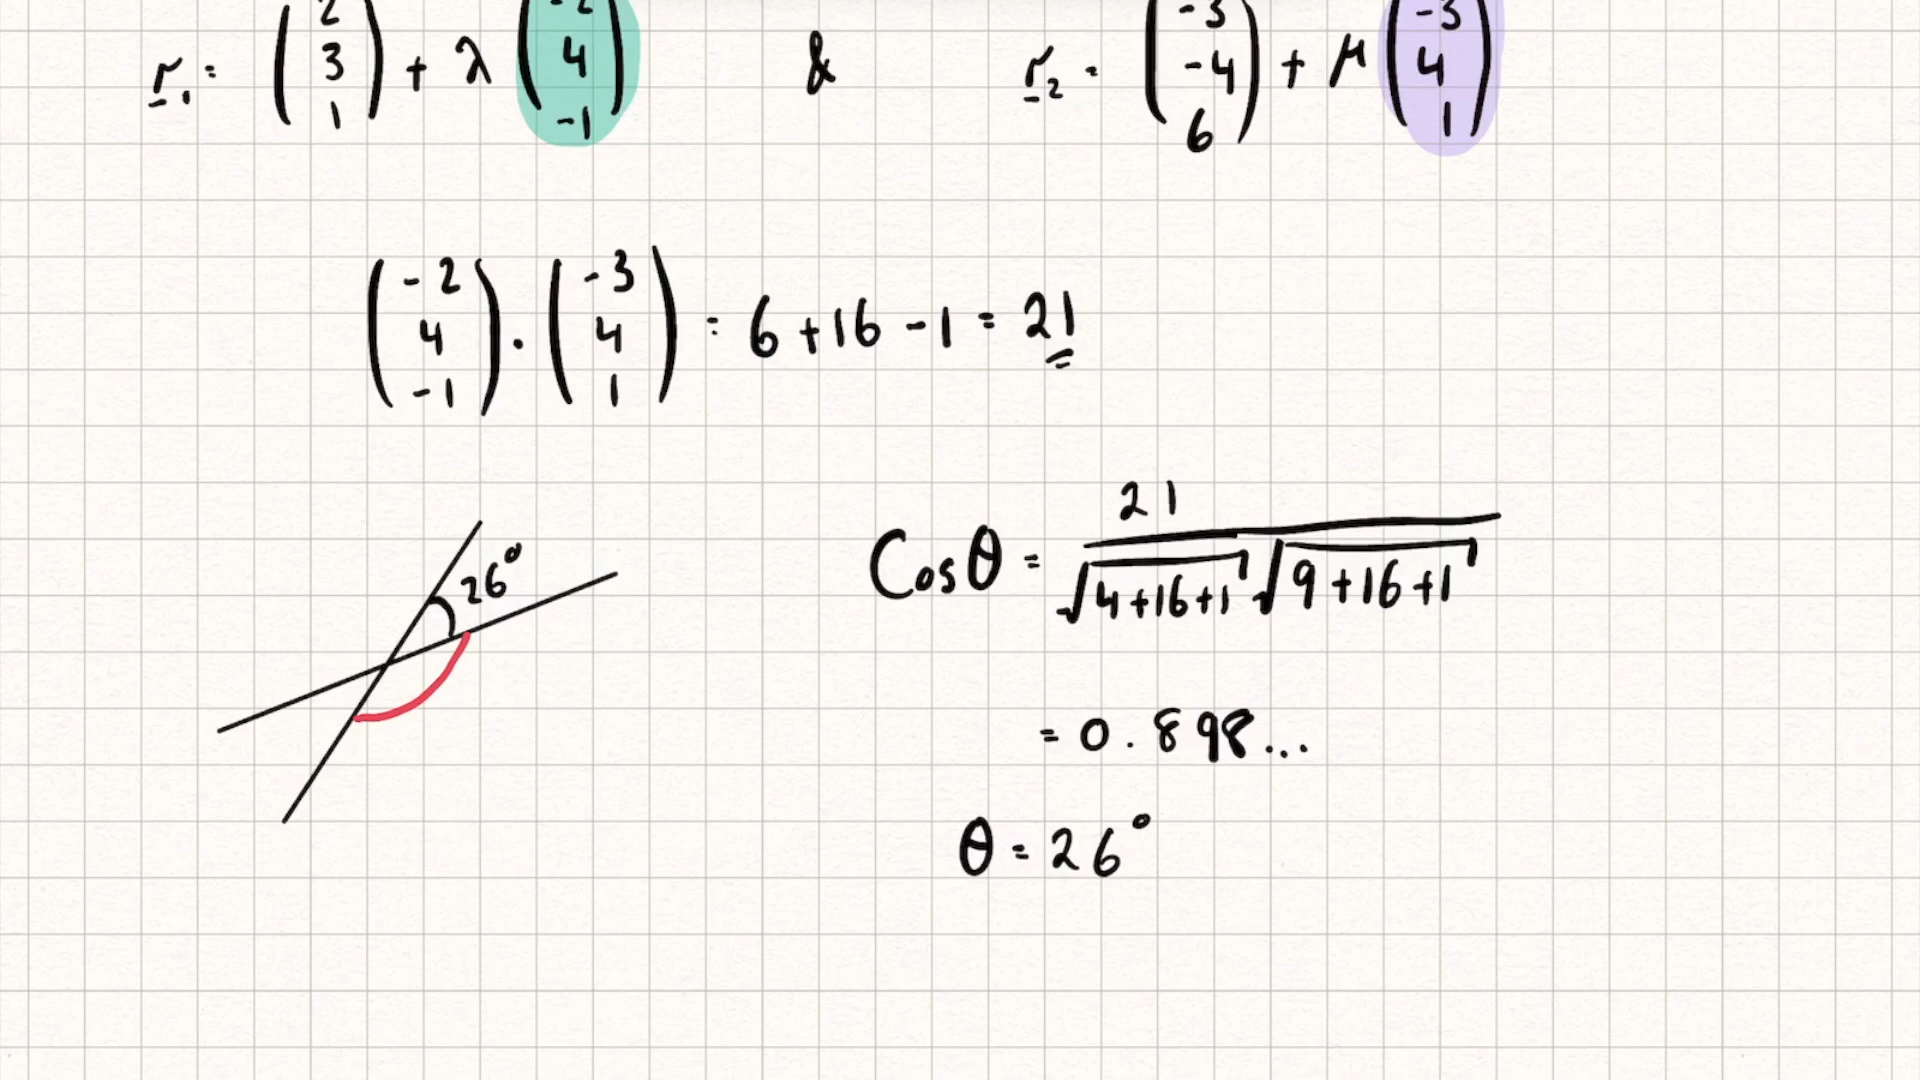 r₁ = (2 3 1) + λ (-2 4 -1) & r₂ = (-3 -4 6) + μ (-3 4 1)
(-2 4 -1) . (-3 4 1) = 6 + 16 - 1 = 21
26°
Cos θ = 21 / √(4+16+1) √(9+16+1)
= 0.898...
θ = 26°